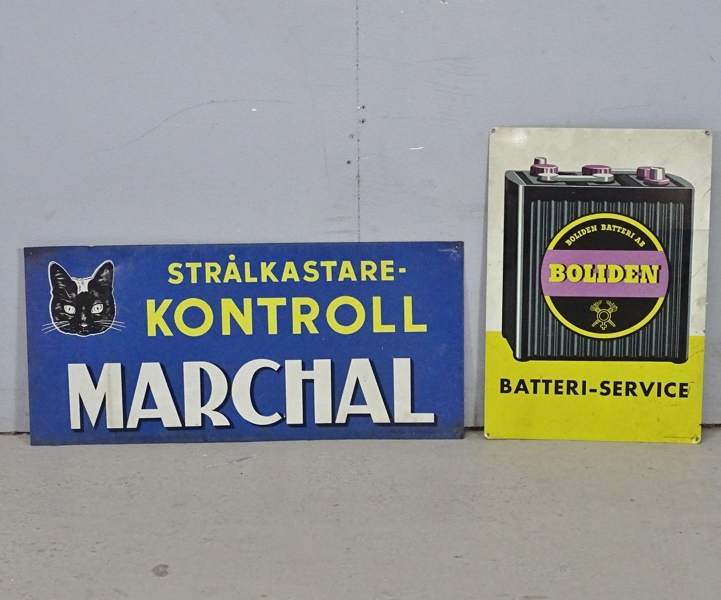 STRÅLKASTARE-
KONTROLL
MARCHAL
BOLIDEN BATTERI AB
BOLIDEN
BATTERI-SERVICE